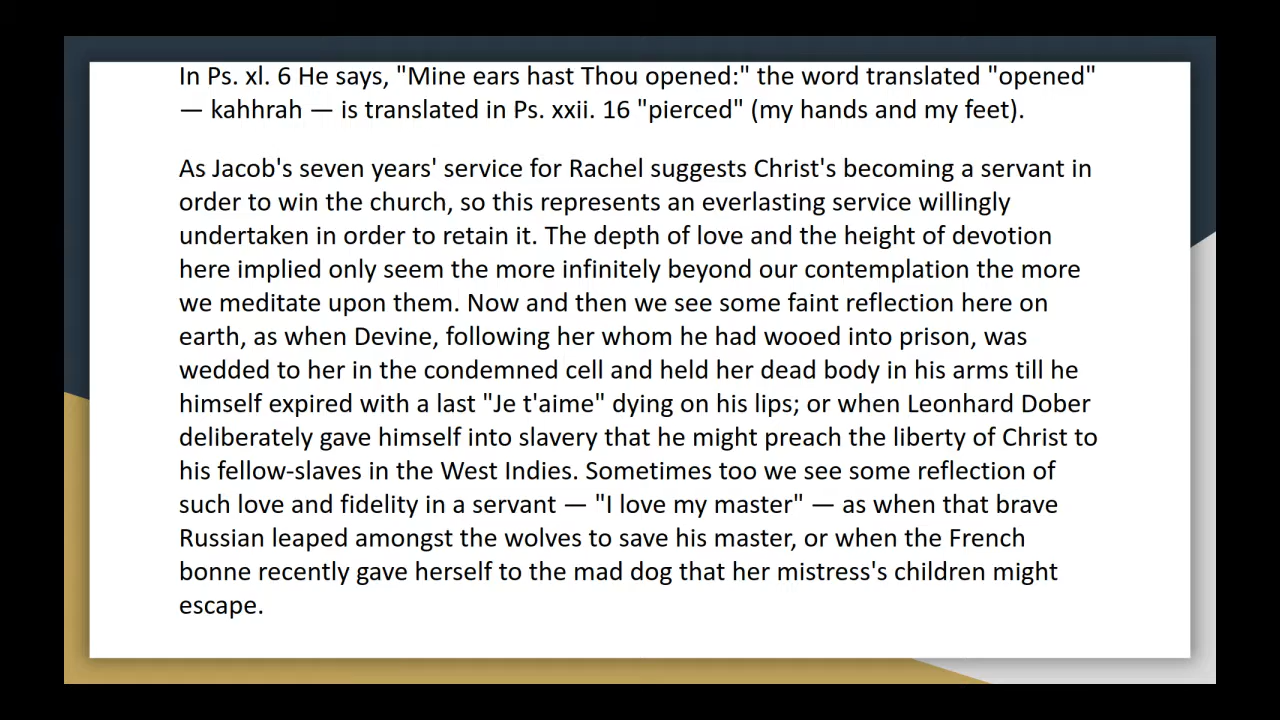 In Ps. xl. 6 He says, "Mine ears hast Thou opened:" the word translated "opened"
— kahhrah — is translated in Ps. xxii. 16 "pierced" (my hands and my feet).
As Jacob's seven years' service for Rachel suggests Christ's becoming a servant in
order to win the church, so this represents an everlasting service willingly
undertaken in order to retain it. The depth of love and the height of devotion
here implied only seem the more infinitely beyond our contemplation the more
we meditate upon them. Now and then we see some faint reflection here on
earth, as when Devine, following her whom he had wooed into prison, was
wedded to her in the condemned cell and held her dead body in his arms till he
himself expired with a last "Je t'aime" dying on his lips; or when Leonhard Dober
deliberately gave himself into slavery that he might preach the liberty of Christ to
his fellow-slaves in the West Indies. Sometimes too we see some reflection of
such love and fidelity in a servant — "I love my master" — as when that brave
Russian leaped amongst the wolves to save his master, or when the French
bonne recently gave herself to the mad dog that her mistress's children might
escape.